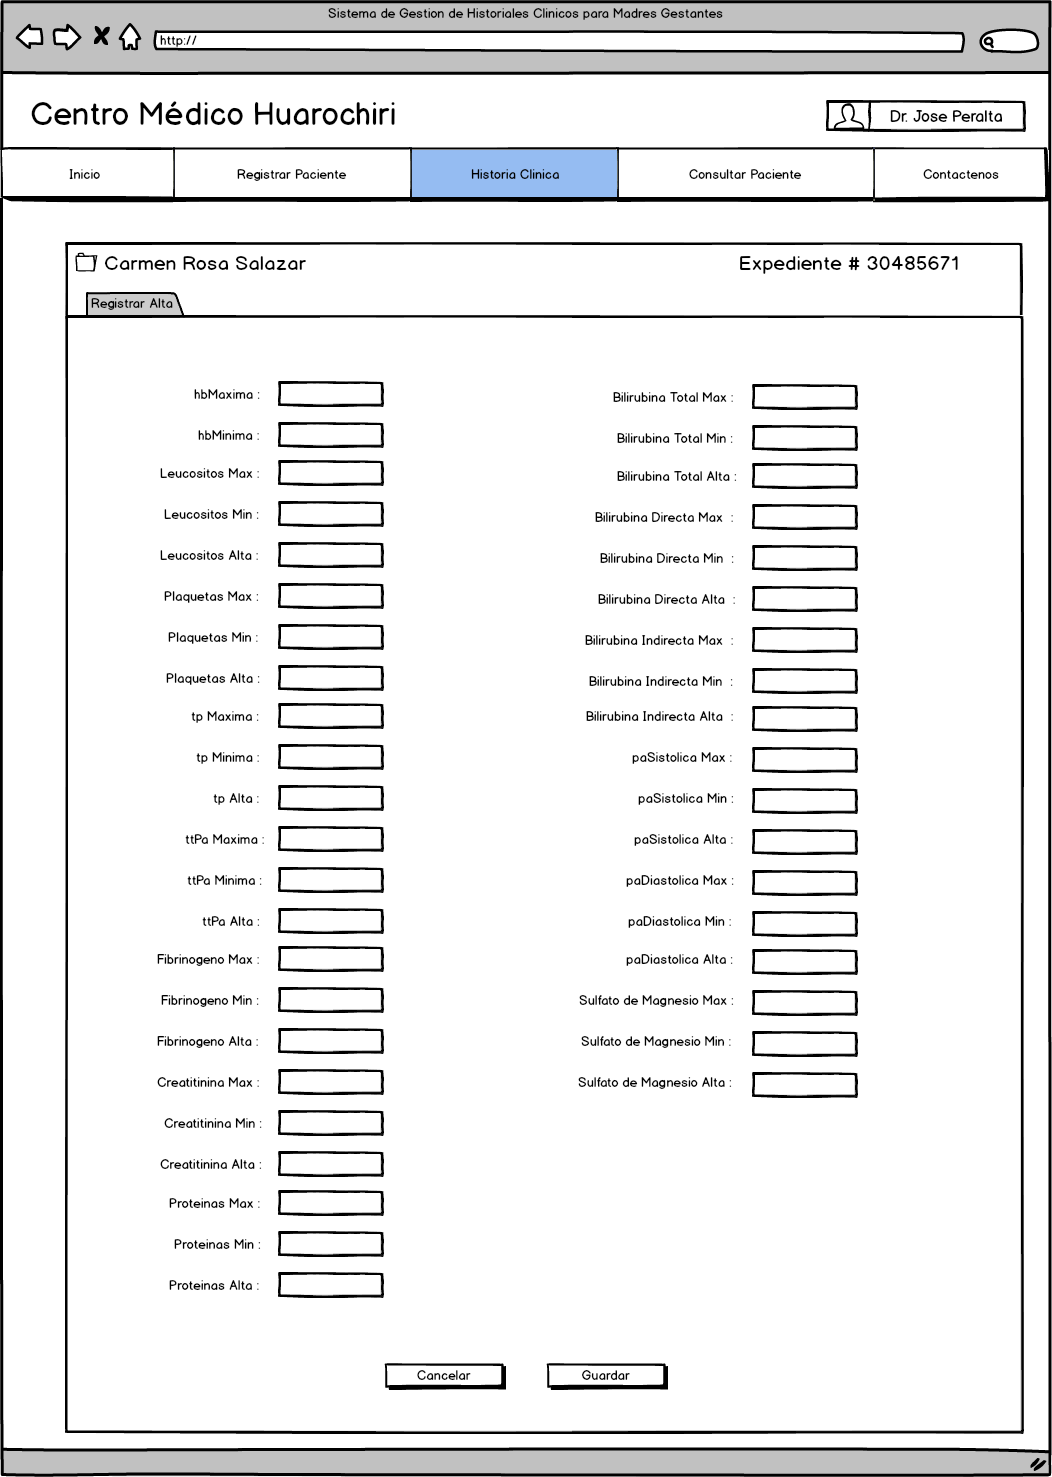 Sistema de Gestion de Historiales Clinicos para Madres Gestantes
http://
Centro Médico Huarochiri
Dr. Jose Peralta
Inicio
Registrar Paciente
Historia Clinica
Consultar Paciente
Contactenos
Carmen Rosa Salazar
Expediente # 30485671
Registrar Alta
hbMaxima :
hbMinima :
Leucositos Max :
Leucositos Min :
Leucositos Alta :
Plaquetas Max :
Plaquetas Min :
Plaquetas Alta :
tp Maxima :
tp Minima :
tp Alta :
ttPa Maxima :
ttPa Minima :
ttPa Alta :
Fibrinogeno Max :
Fibrinogeno Min :
Fibrinogeno Alta :
Creatitinina Max :
Creatitinina Min :
Creatitinina Alta :
Proteinas Max :
Proteinas Min :
Proteinas Alta :
Bilirubina Total Max :
Bilirubina Total Min :
Bilirubina Total Alta :
Bilirubina Directa Max :
Bilirubina Directa Min :
Bilirubina Directa Alta :
Bilirubina Indirecta Max :
Bilirubina Indirecta Min :
Bilirubina Indirecta Alta :
paSistolica Max :
paSistolica Min :
paSistolica Alta :
paDiastolica Max :
paDiastolica Min :
paDiastolica Alta :
Sulfato de Magnesio Max :
Sulfato de Magnesio Min :
Sulfato de Magnesio Alta :
Cancelar
Guardar